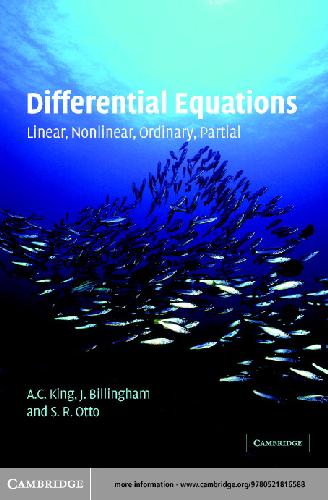 Differential Equations
Linear, Nonlinear, Ordinary, Partial
A.C. King, J. Billingham
and S. R. Otto
CAMBRIDGE
CAMBRIDGE
more information - www.cambridge.org/9780521816588